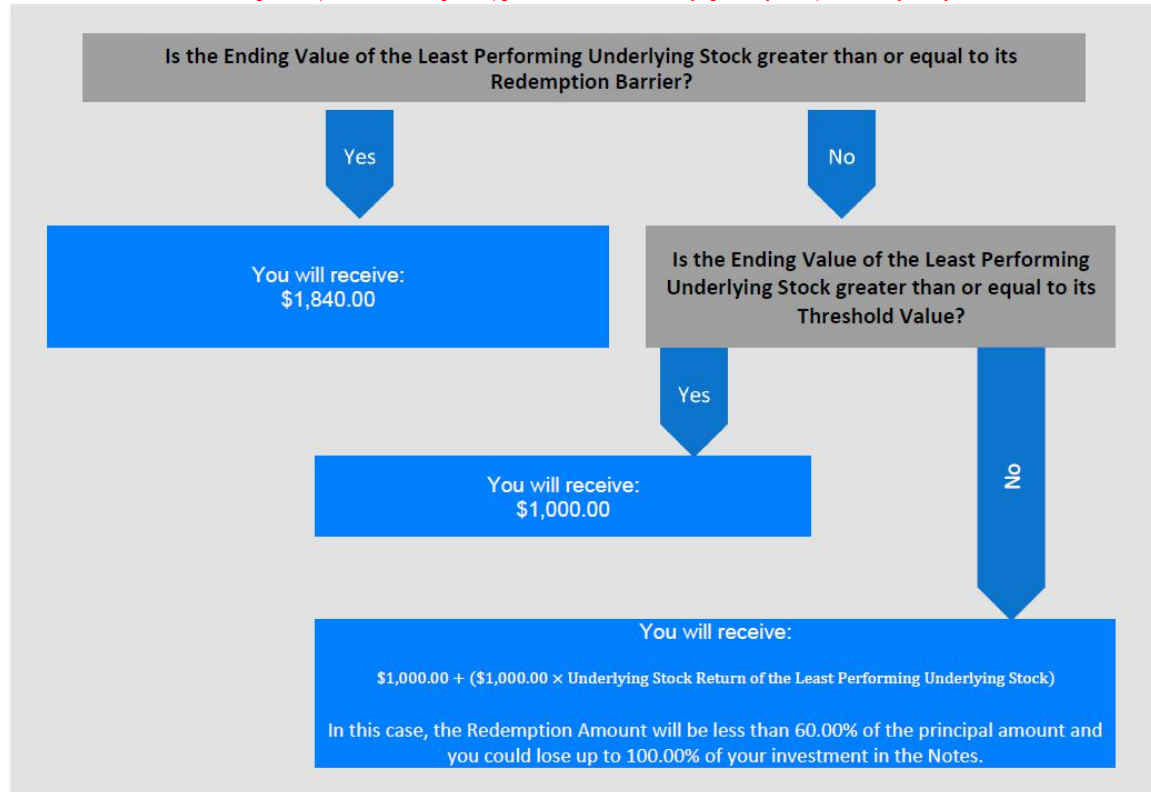 Is the Ending Value of the Least Performing Underlying Stock greater than or equal to its
Redemption Barrier?
Yes
No
You will receive:
$1,840.00
Is the Ending Value of the Least Performing
Underlying Stock greater than or equal to its
Threshold Value?
Yes
No
You will receive:
$1,000.00
You will receive:
$1,000.00 + ($1,000.00 × Underlying Stock Return of the Least Performing Underlying Stock)
In this case, the Redemption Amount will be less than 60.00% of the principal amount and
you could lose up to 100.00% of your investment in the Notes.